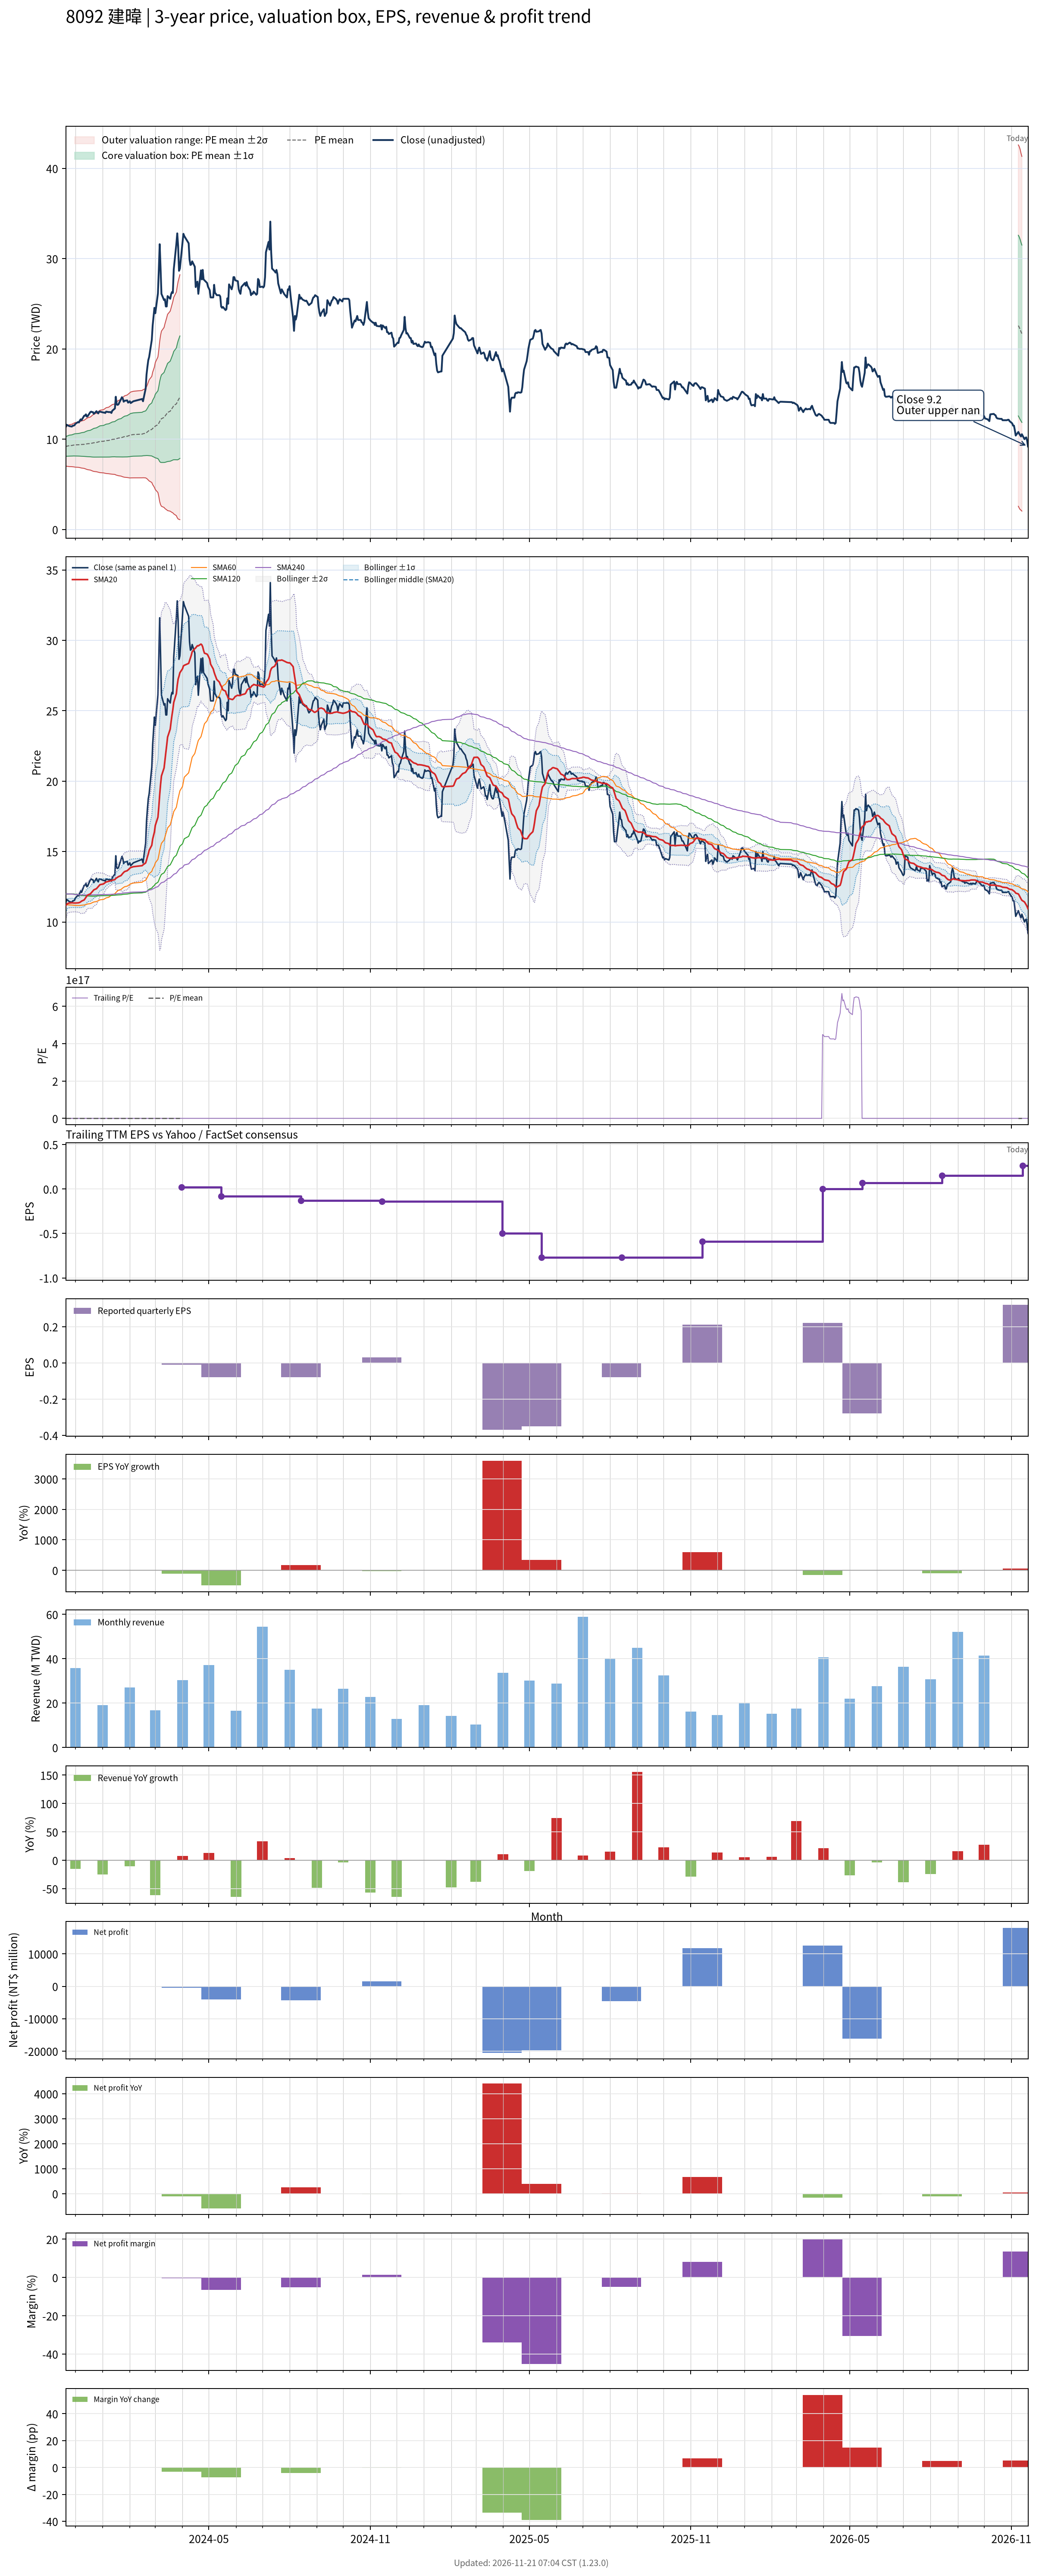 8092 建暐 | 3-year price, valuation box, EPS, revenue & profit trend
Outer valuation range: PE mean ±2σ
PE mean
Close (unadjusted)
Core valuation box: PE mean ±1σ
Today
40
30
20
10
0
Price (TWD)
Close 9.2
Outer upper nan
Close (same as panel 1)
SMA20
SMA60
SMA120
SMA240
Bollinger ±2σ
Bollinger ±1σ
Bollinger middle (SMA20)
35
30
25
20
15
10
Price
1e17
Trailing P/E
P/E mean
6
4
2
0
P/E
Trailing TTM EPS vs Yahoo / FactSet consensus
Today
0.5
0.0
-0.5
-1.0
EPS
Reported quarterly EPS
0.2
0.0
-0.2
-0.4
EPS
EPS YoY growth
3000
2000
1000
0
YoY (%)
Monthly revenue
60
40
20
0
Revenue (M TWD)
Revenue YoY growth
150
100
50
0
-50
YoY (%)
Month
Net profit
10000
0
-10000
-20000
Net profit (NT$ million)
Net profit YoY
4000
3000
2000
1000
0
YoY (%)
Net profit margin
20
0
-20
-40
Margin (%)
Margin YoY change
40
20
0
-20
-40
Δ margin (pp)
2024-05
2024-11
2025-05
2025-11
2026-05
2026-11
Updated: 2026-11-21 07:04 CST (1.23.0)